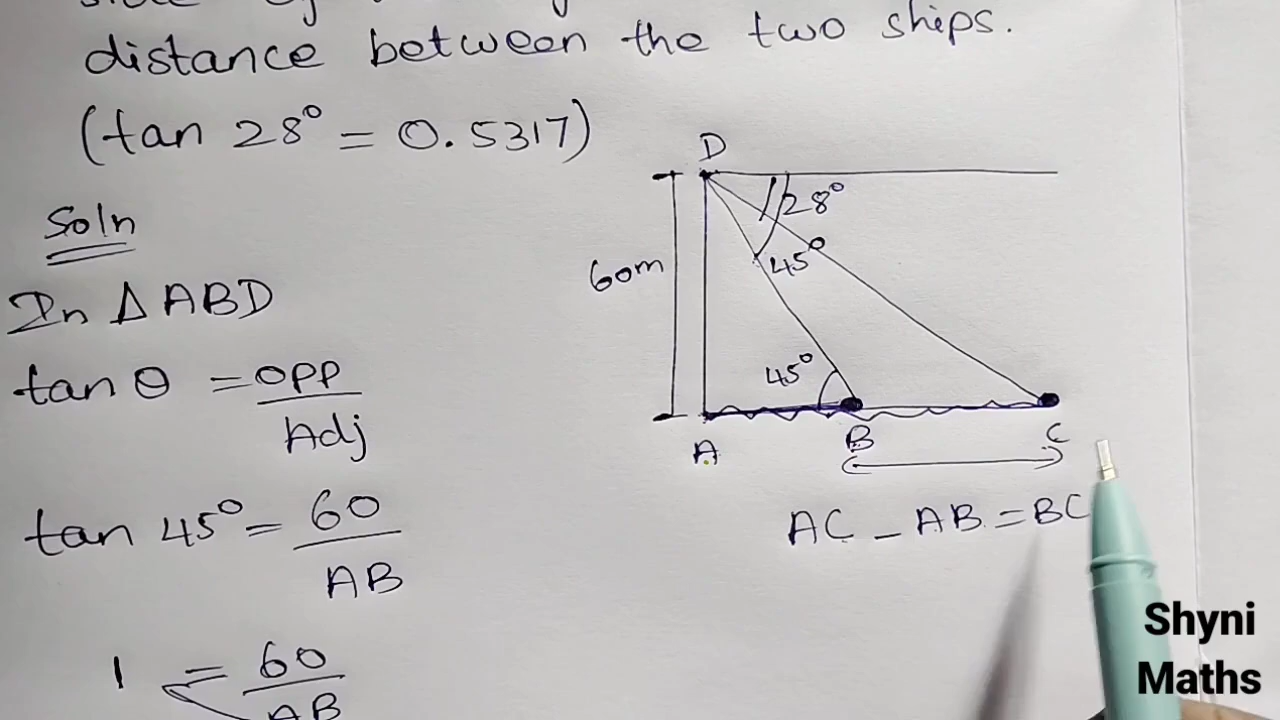 distance between the two ships.
(tan 28° = 0.5317)
Soln
In Δ ABD
tan θ = opp
Adj
tan 45° = 60
AB
1 = 60
AB
D
28°
45°
60m
45°
A
B
C
AC - AB = BC
Shyni
Maths